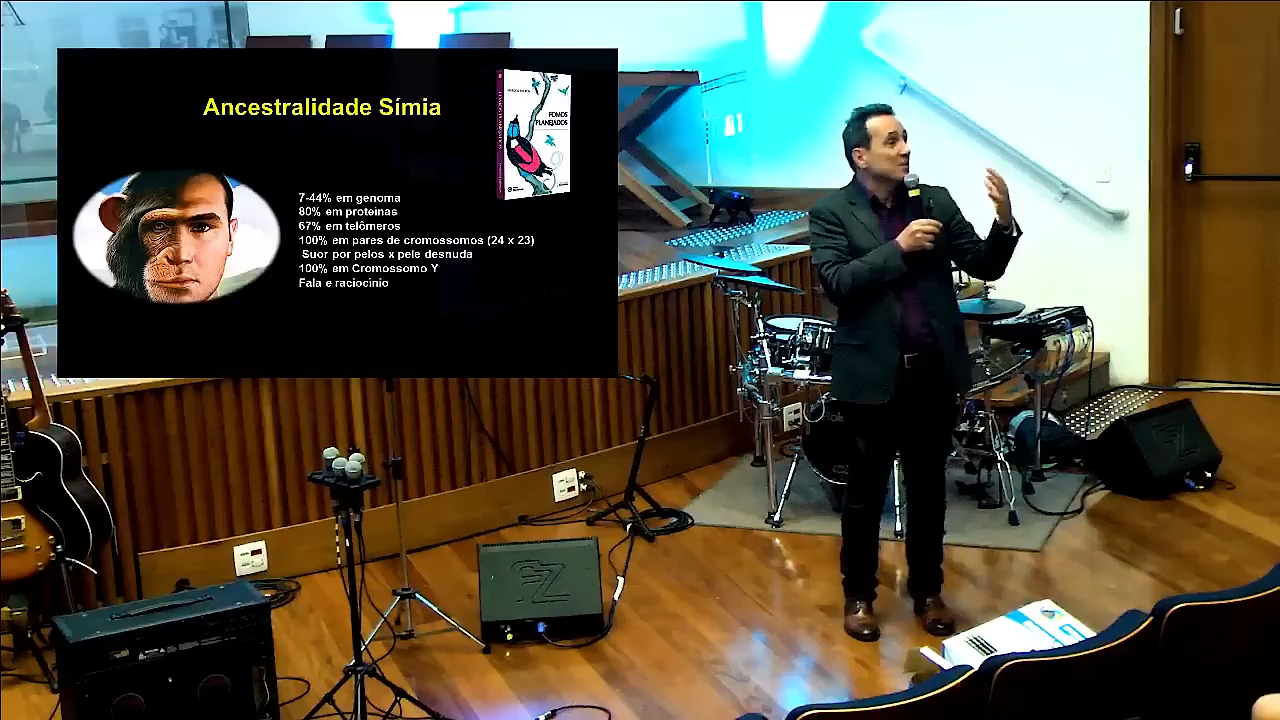 Ancestralidade Símia
FOMOS
PLANEJADOS
7-44% em genoma
80% em proteínas
67% em telômeros
100% em pares de cromossomos (24 x 23)
Suor por pelos x pele desnuda
100% em Cromossomo Y
Fala e raciocínio